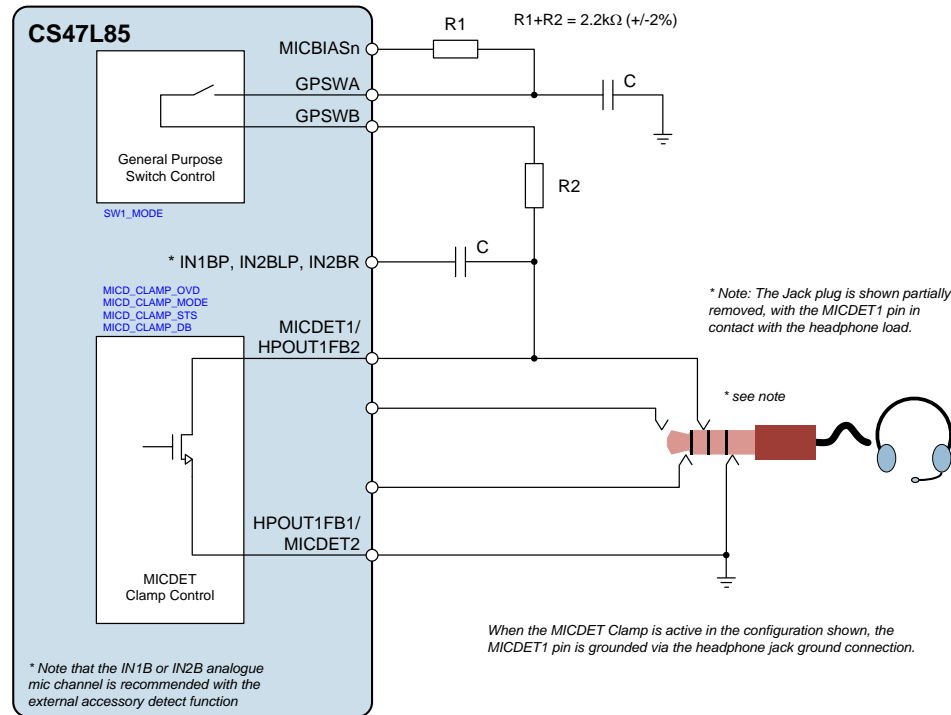 CS47L85
R1
R1+R2 = 2.2kΩ (+/-2%)
MICBIASn
GPSWA
C
GPSWB
General Purpose
Switch Control
R2
SW1_MODE
C
* IN1BP, IN2BLP, IN2BR
MICD_CLAMP_OVD
MICD_CLAMP_MODE
MICD_CLAMP_STS
MICD_CLAMP_DB
* Note: The Jack plug is shown partially
removed, with the MICDET1 pin in
contact with the headphone load.
MICDET1/
HPOUT1FB2
* see note
HPOUT1FB1/
MICDET2
MICDET
Clamp Control
When the MICDET Clamp is active in the configuration shown, the
MICDET1 pin is grounded via the headphone jack ground connection.
* Note that the IN1B or IN2B analogue
mic channel is recommended with the
external accessory detect function